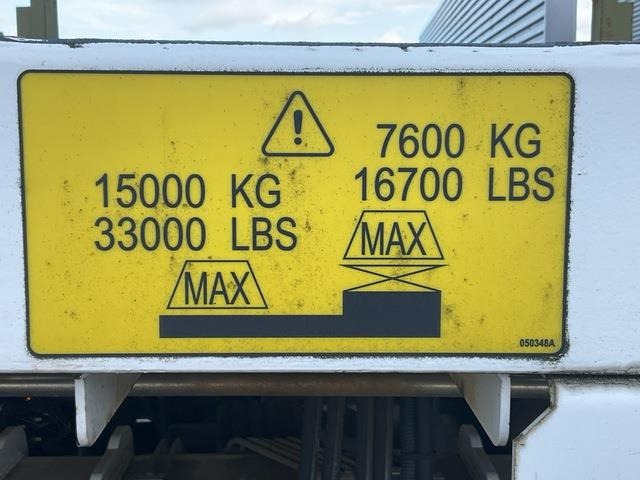 7600 KG
16700 LBS
15000 KG
33000 LBS
MAX
MAX
050348A